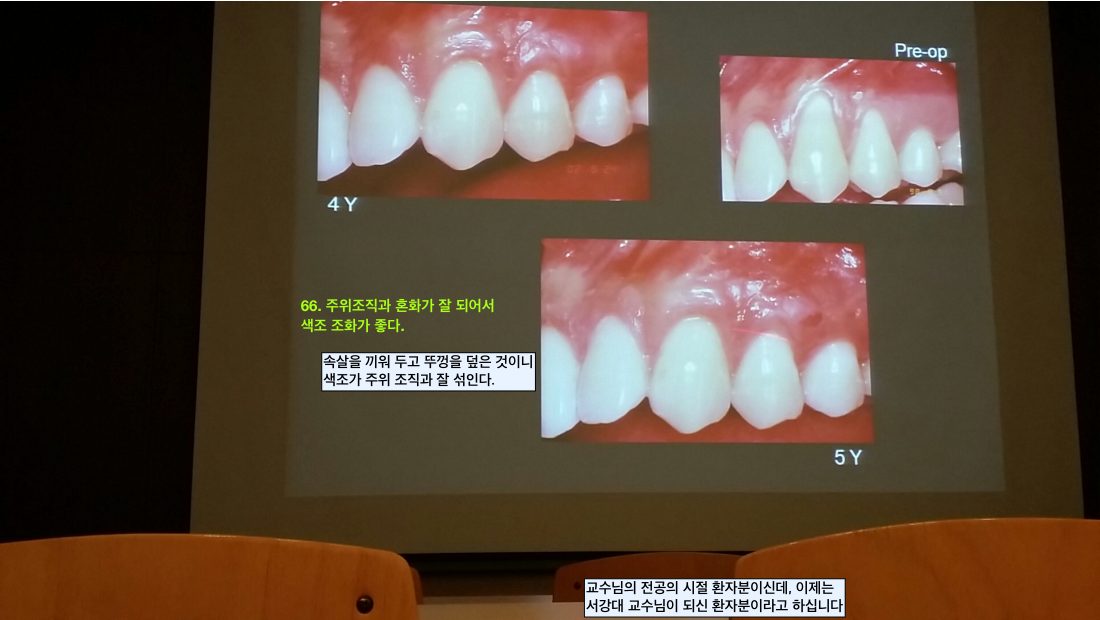 Pre-op
4 Y
66. 주위조직과 혼화가 잘 되어서
색조 조화가 좋다.
속살을 끼워 두고 뚜껑을 덮은 것이니
색조가 주위 조직과 잘 섞인다.
5 Y
교수님의 전공의 시절 환자분이신데, 이제는
서강대 교수님이 되신 환자분이라고 하십니다